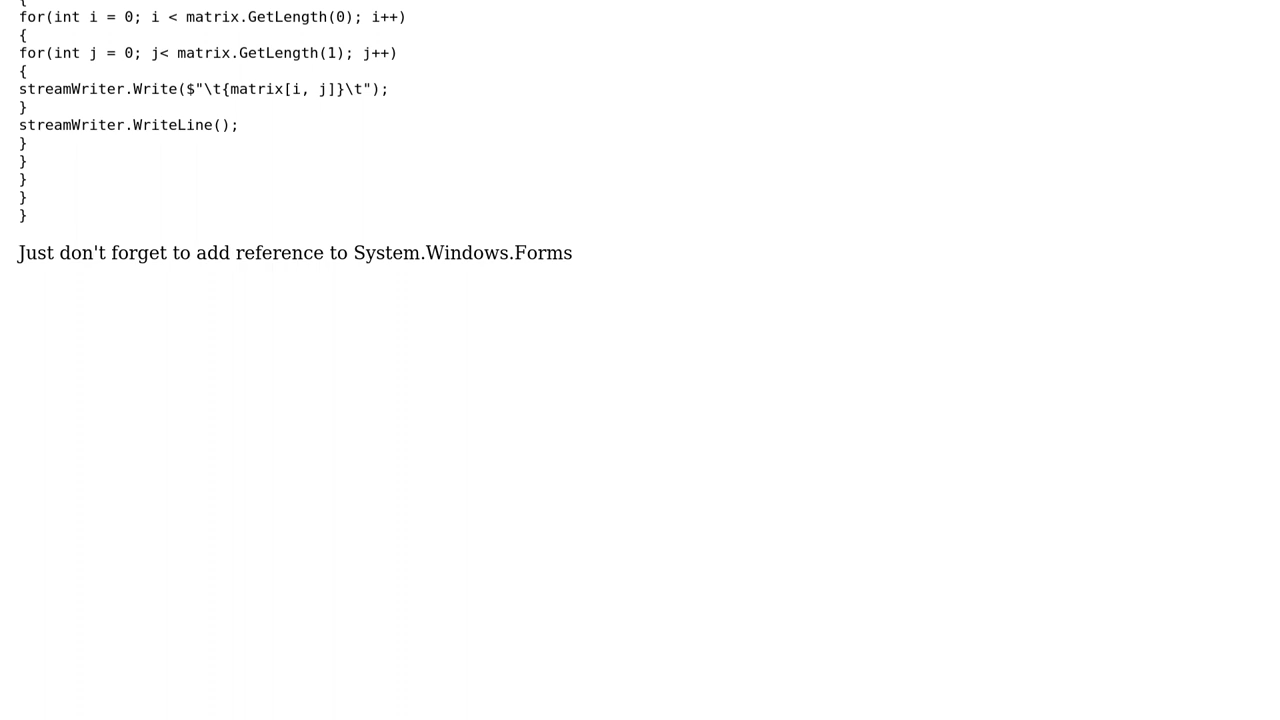 {
for(int i = 0; i < matrix.GetLength(0); i++)
{
for(int j = 0; j< matrix.GetLength(1); j++)
{
streamWriter.Write($"\t{matrix[i, j]}\t");
}
streamWriter.WriteLine();
}
}
}
}
}
Just don't forget to add reference to System.Windows.Forms